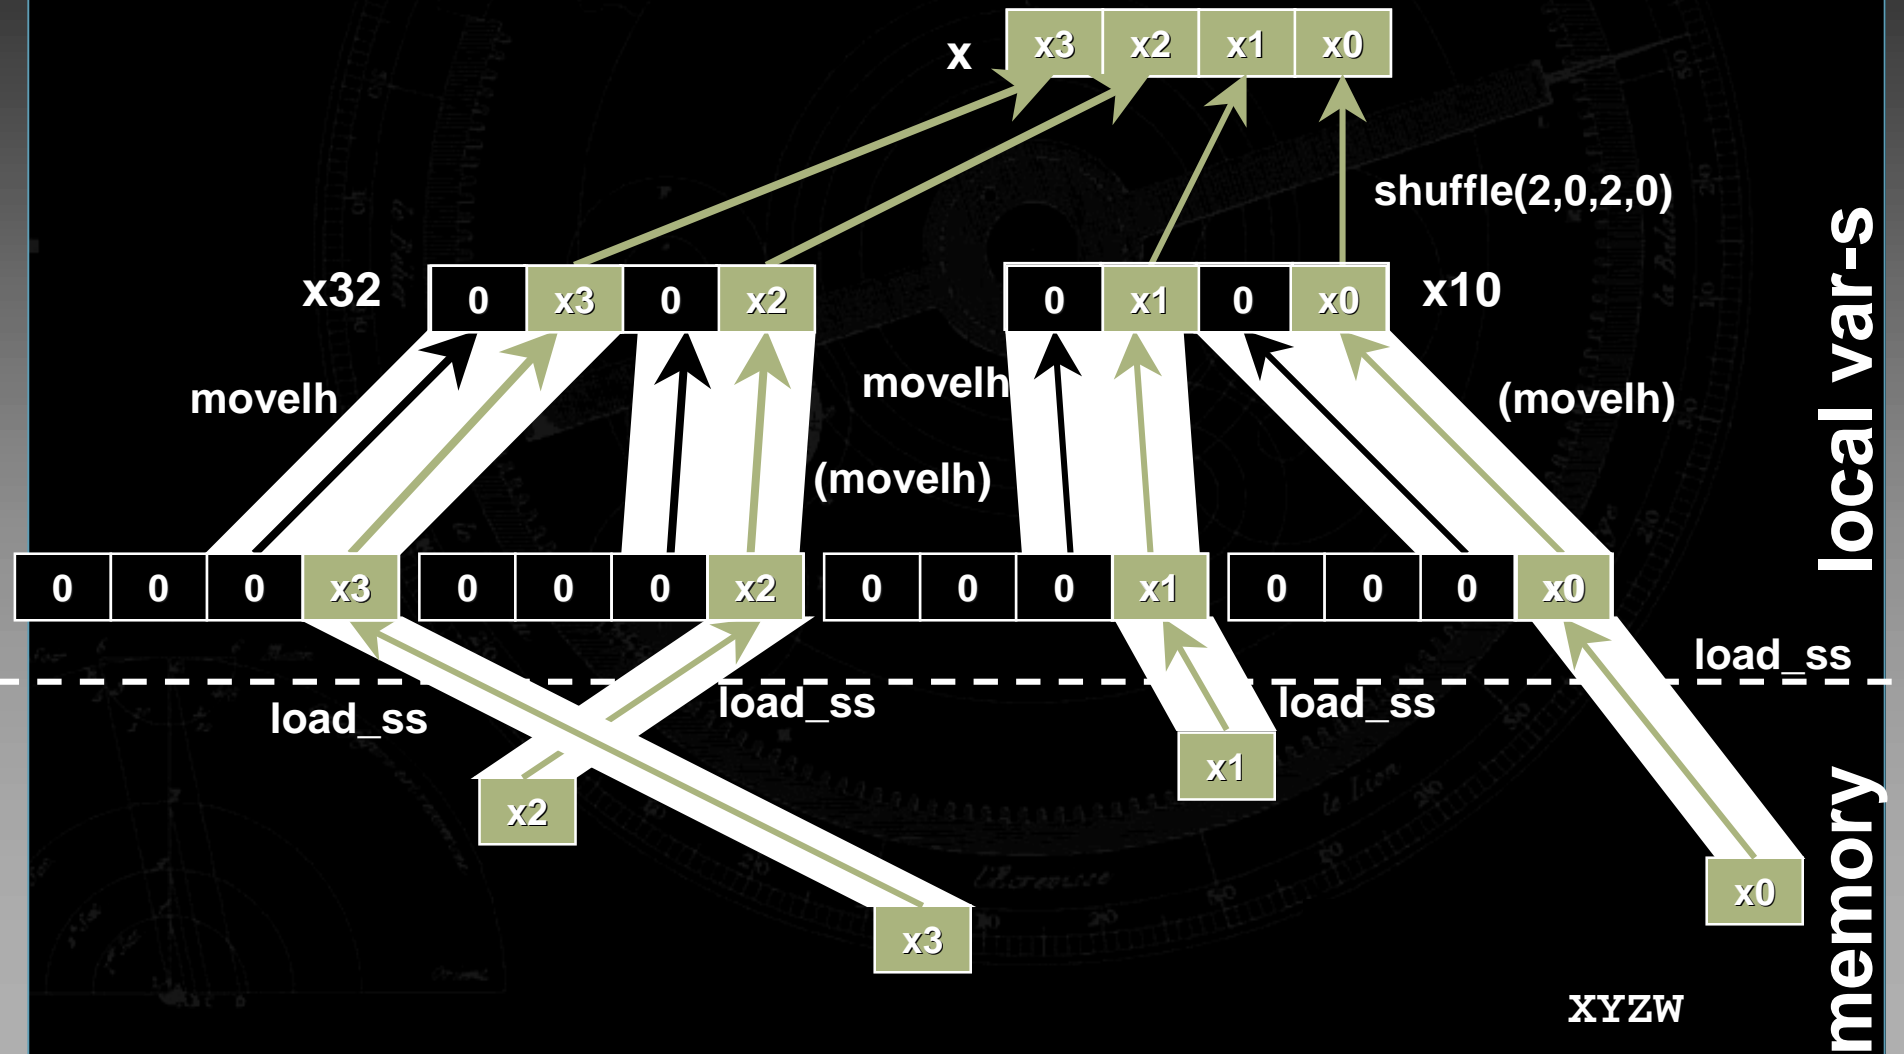 x
x3 x2 x1 x0
shuffle(2,0,2,0)
x32
0 x3 0 x2
0 x1 0 x0
x10
movelh
(movelh)
movelh
(movelh)
0 0 0 x3
0 0 0 x2
0 0 0 x1
0 0 0 x0
load_ss
load_ss
load_ss
load_ss
x2
x1
x3
x0
XYZW
local var-s
memory